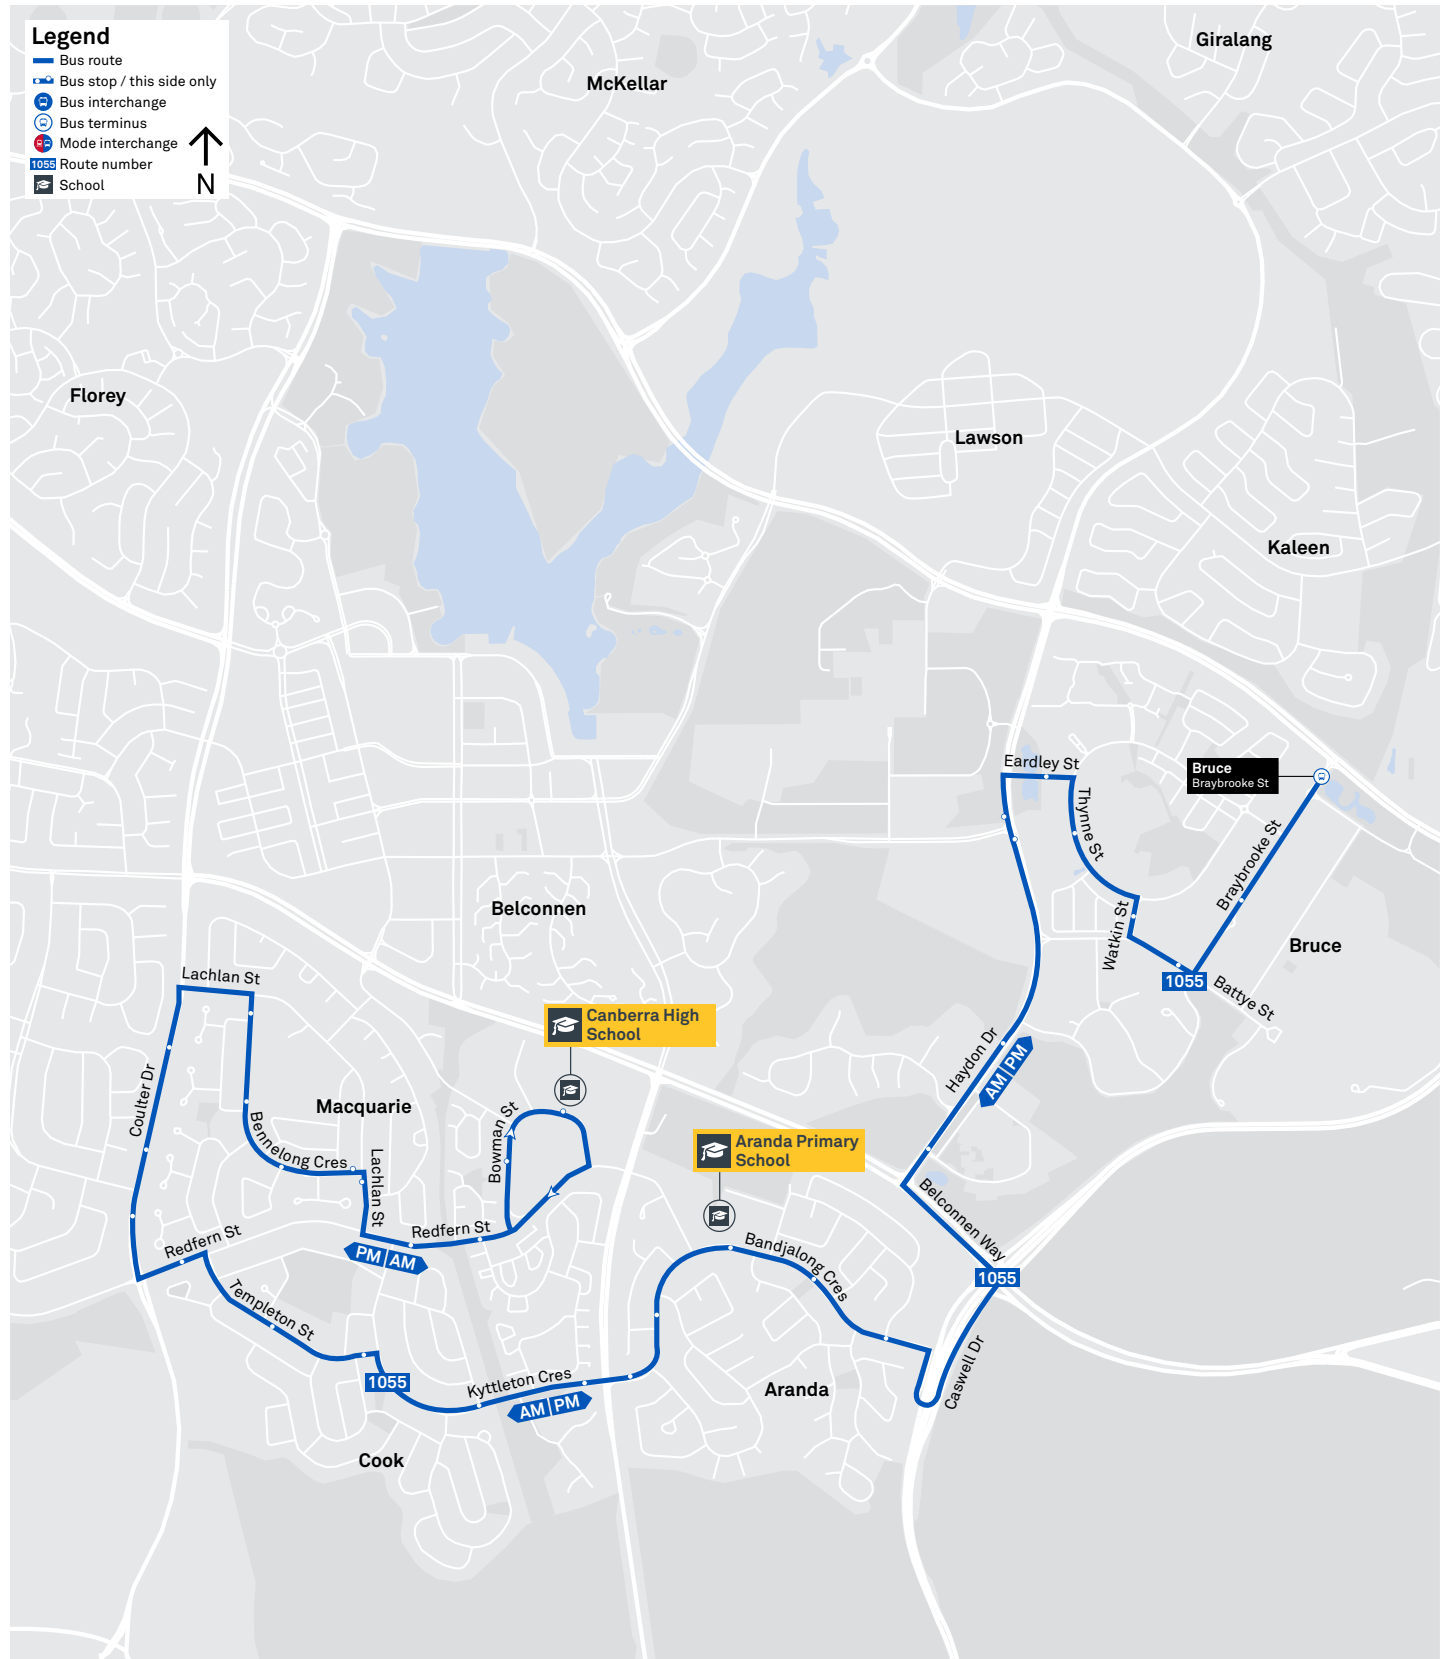 Legend
Bus route
Bus stop / this side only
Bus interchange
Bus terminus
Mode interchange
1055 Route number
School
N
Giralang
McKellar
Florey
Lawson
Kaleen
Eardley St
Thynne St
Bruce
Braybrooke St
Braybrooke St
Watkin St
Belconnen
Bruce
1055
Battye St
Lachlan St
Canberra High
School
Haydon Dr
AM PM
Coulter Dr
Macquarie
Bowman St
Bennelong Cres
Lachlan St
Aranda Primary
School
Belconnen Way
Redfern St
Redfern St
PM AM
Bandjalong Cres
1055
Templeton St
Caswell Dr
1055
Kyttleton Cres
AM PM
Aranda
Cook